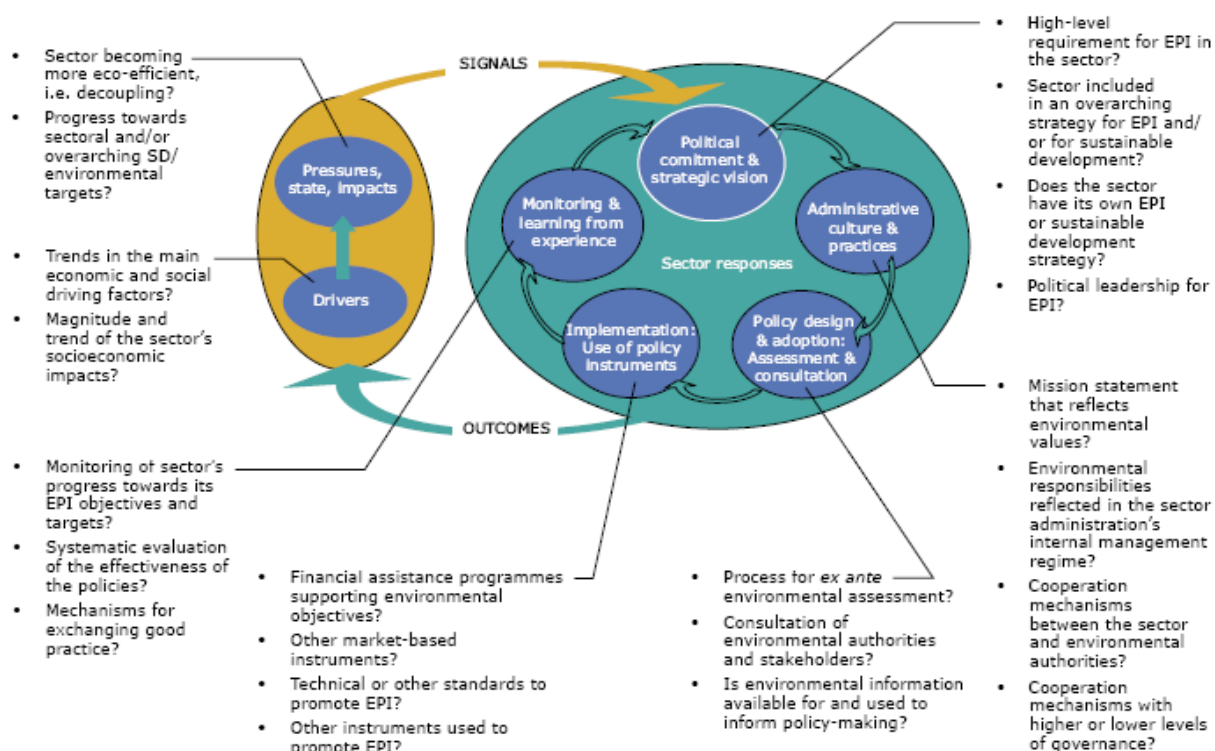 • Sector becoming
more eco-efficient,
i.e. decoupling?
• Progress towards
sectoral and/or
overarching SD/
environmental
targets?
• Trends in the main
economic and social
driving factors?
• Magnitude and
trend of the sector's
socioeconomic
impacts?
• Monitoring of sector's
progress towards its
EPI objectives and
targets?
• Systematic evaluation
of the effectiveness of
the policies?
• Mechanisms for
exchanging good
practice?
SIGNALS
Pressures,
state, impacts
Drivers
OUTCOMES
Political
comitment &
strategic vision
Administrative
culture &
practices
Policy design
& adoption:
Assessment &
consultation
Implementation:
Use of policy
instruments
Monitoring &
learning from
experience
Sector responses
• Financial assistance programmes
supporting environmental
objectives?
• Other market-based
instruments?
• Technical or other standards to
promote EPI?
• Other instruments used to
promote EPI?
• Process for ex ante
environmental assessment?
• Consultation of
environmental authorities
and stakeholders?
• Is environmental information
available for and used to
inform policy-making?
• High-level
requirement for EPI in
the sector?
• Sector included
in an overarching
strategy for EPI and/
or for sustainable
development?
• Does the sector
have its own EPI
or sustainable
development
strategy?
• Political leadership for
EPI?
• Mission statement
that reflects
environmental
values?
• Environmental
responsibilities
reflected in the sector
administration's
internal management
regime?
• Cooperation
mechanisms
between the sector
and environmental
authorities?
• Cooperation
mechanisms with
higher or lower levels
of governance?